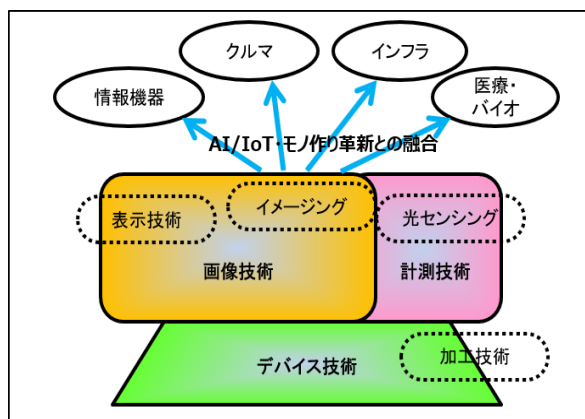 クルマ
インフラ
情報機器
医療・
バイオ
AI/IoT・モノ作り革新との融合
イメージング
表示技術
光センシング
画像技術
計測技術
加工技術
デバイス技術